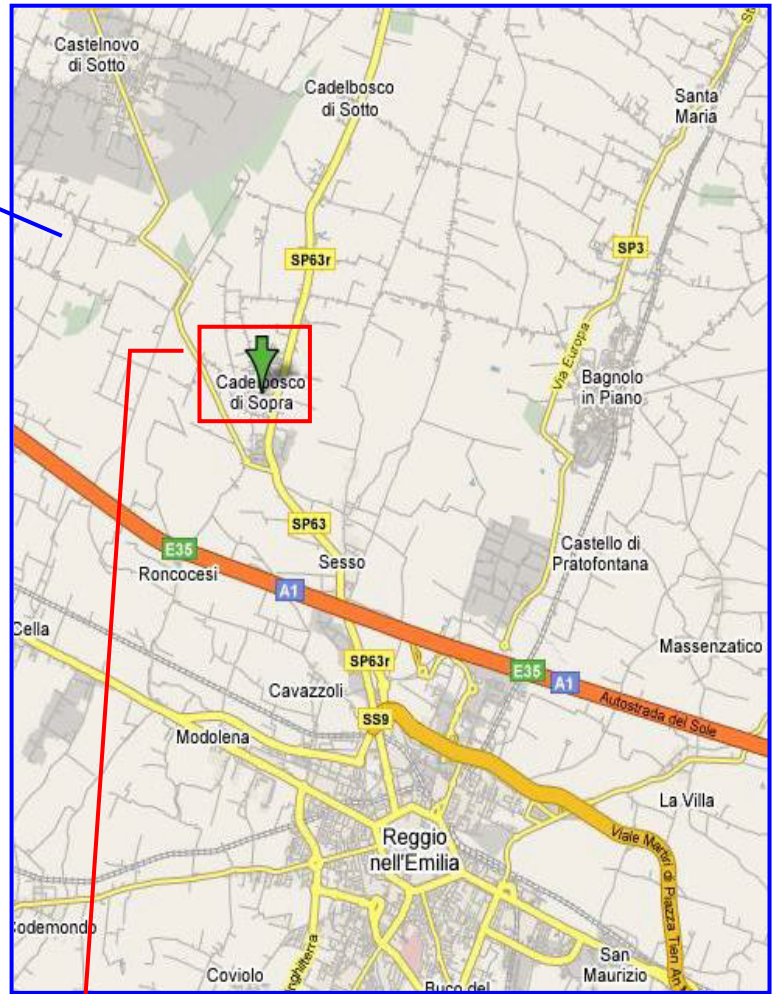 Castelnovo
di Sotto
Cadelbosco
di Sotto
Santa
Maria
SP63r
SP3
Via Europa
Cadelbosco
di Sopra
Bagnolo
in Piano
SP63
E35
Roncocesi
Sesso
A1
Castello di
Pratofontana
Cella
SP63r
E35
A1
Massenzatico
Autostrada del Sole
Cavazzoli
SS9
Modolena
La Villa
Reggio
nell'Emilia
Viale Martiri di Piazza Tien An
Codemondo
Coviolo
San
Maurizio
Buco del